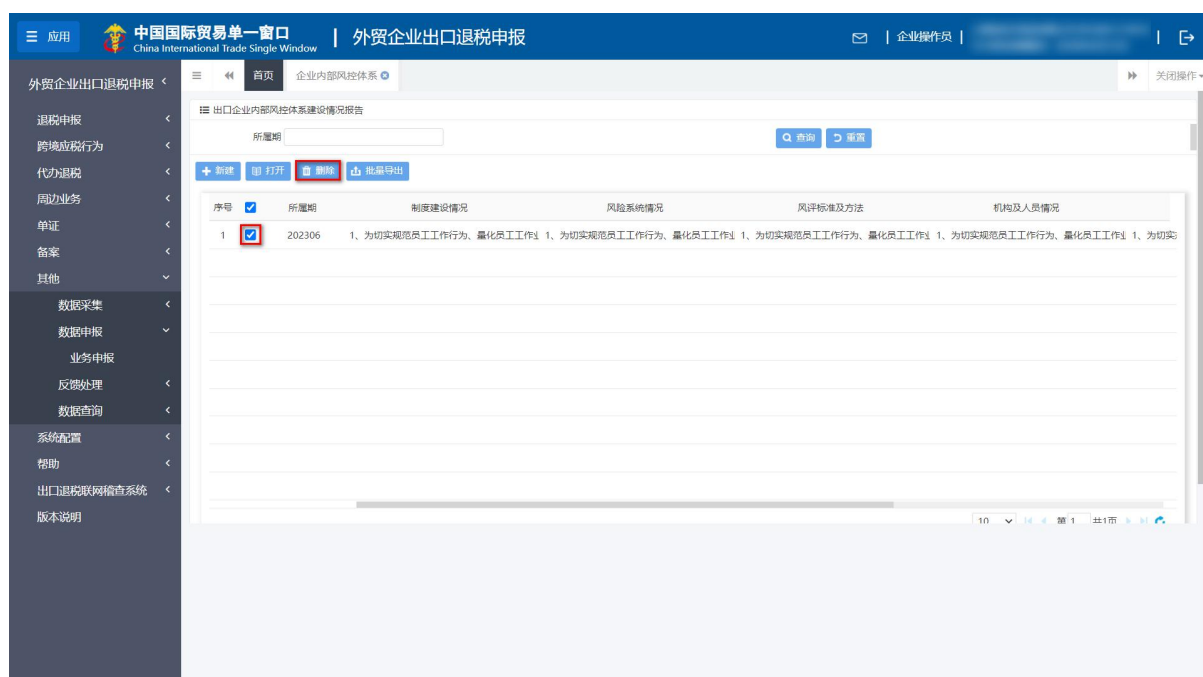 应用 中国国际贸易单一窗口 外贸企业出口退税申报 企业操作员
China International Trade Single Window
外贸企业出口退税申报
首页 企业内部风控体系 关闭操作
出口企业内部风控体系建设情况报告
退税申报
所属期 查询 重置
跨境应税行为
代办退税
新建 打开 删除 批量导出
周边业务
序号 所属期 制度建设情况 风险系统情况 风评标准及方法 机构及人员情况
单证
1 202306 1、为切实规范员工工作行为、量化员工工作 1、为切实规范员工工作行为、量化员工工作 1、为切实规范员工工作行为、量化员工工作 1、为切实规范员工工作行为、量化员工工作 1、为切实
备案
其他
数据采集
数据申报
业务申报
反馈处理
数据查询
系统配置
帮助
出口退税联网稽查系统
版本说明
10 第 1 共1页